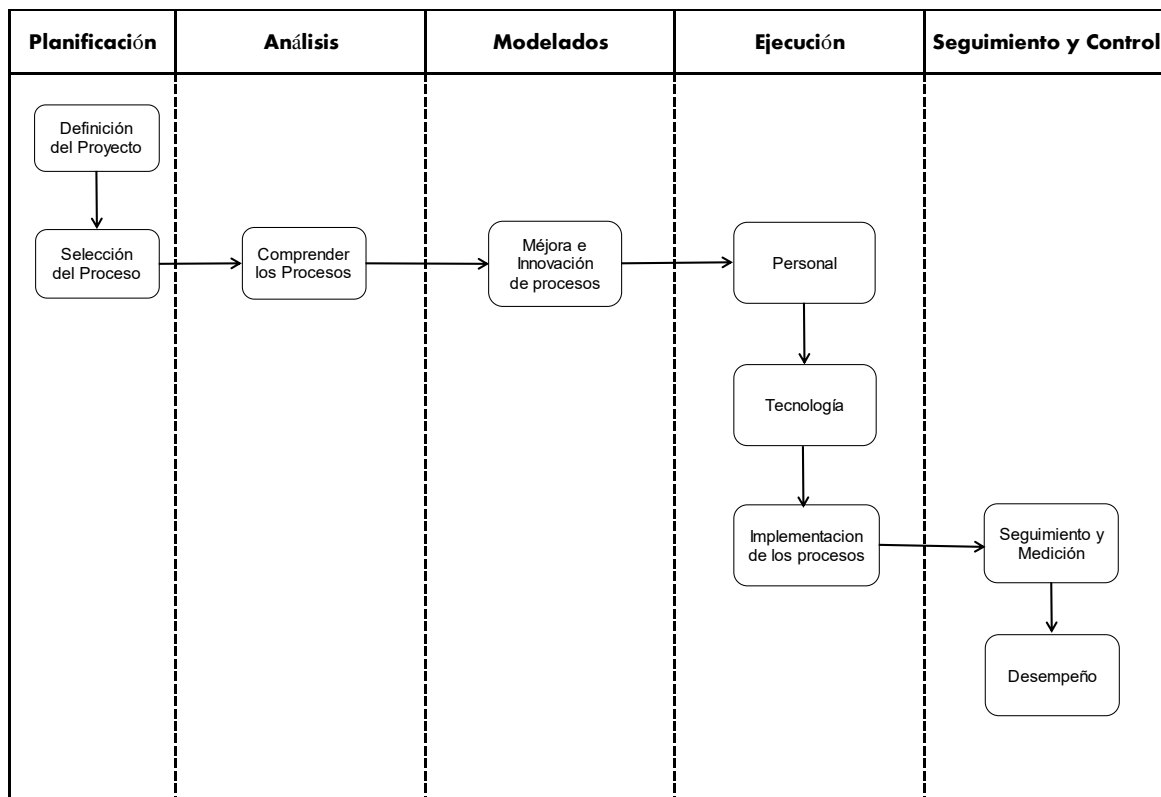 Planificación
Análisis
Modelados
Ejecución
Seguimiento y Control
Definición
del Proyecto
Selección
del Proceso
Comprender
los Procesos
Méjora e
Innovación
de procesos
Personal
Tecnología
Implementacion
de los procesos
Seguimiento y
Medición
Desempeño